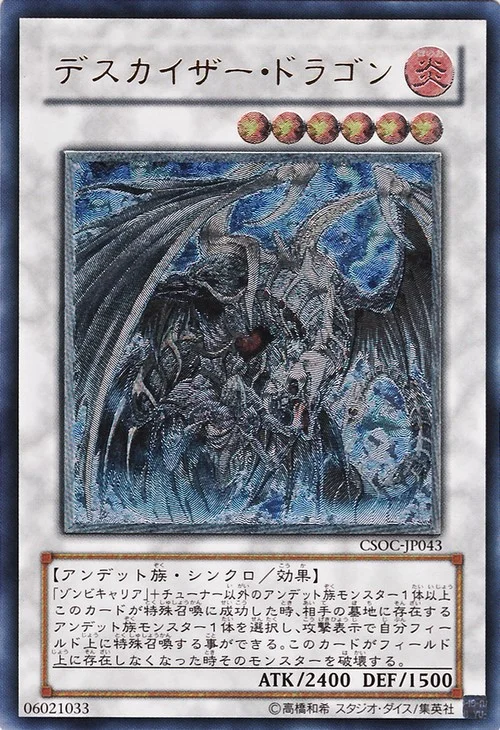 デスカイザー・ドラゴン
炎
CSOC-JP043
【アンデット族・シンクロ／効果】
「ゾンビキャリア」+チューナー以外のアンデット族モンスター1体以上
このカードが特殊召喚に成功した時、相手の墓地に存在する
アンデット族モンスター1体を選択し、攻撃表示で自分フィー
ルド上に特殊召喚する事ができる。このカードがフィールド
上に存在しなくなった時そのモンスターを破壊する。
ATK/2400 DEF/1500
06021033
©高橋和希 スタジオ・ダイス/集英社